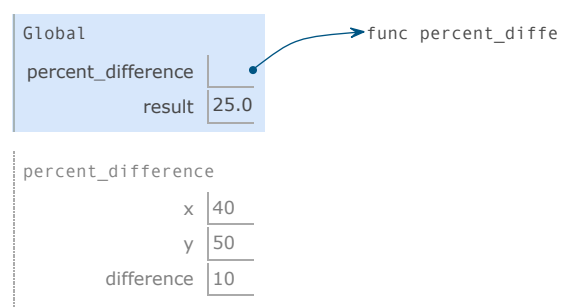 Global
func percent_diffe
percent_difference
result 25.0
percent_difference
x 40
y 50
difference 10